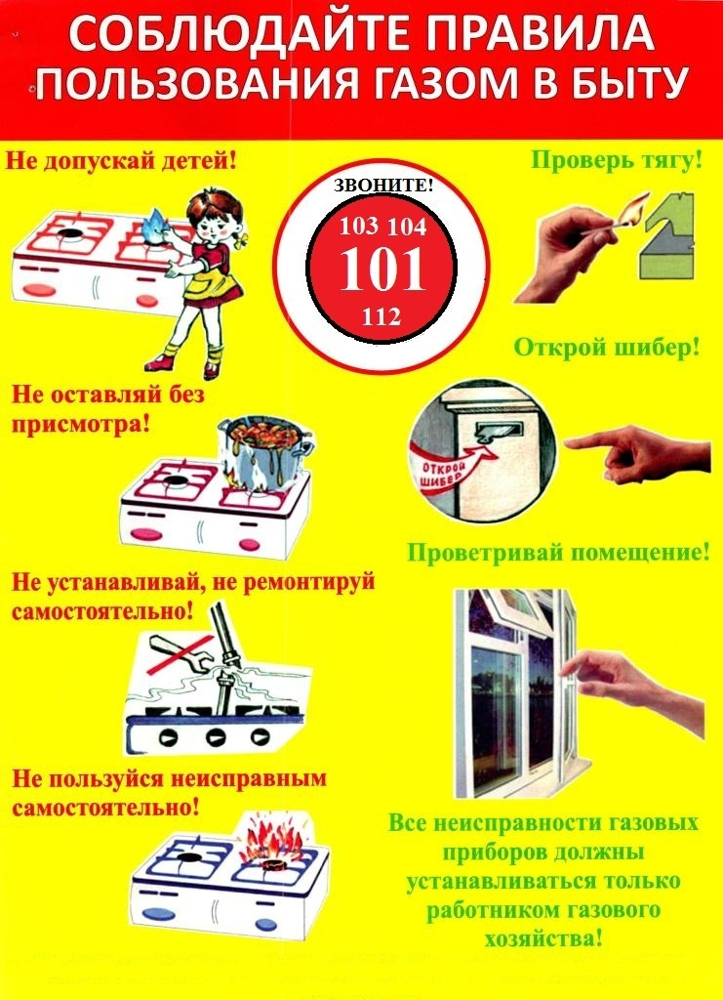 СОБЛЮДАЙТЕ ПРАВИЛА
ПОЛЬЗОВАНИЯ ГАЗОМ В БЫТУ
Не допускай детей!
ЗВОНИТЕ!
103 104
101
112
Проверь тягу!
Открой шибер!
Не оставляй без
присмотра!
ОТКРОЙ
ШИБЕР
Проветривай помещение!
Не устанавливай, не ремонтируй
самостоятельно!
Не пользуйся неисправным
самостоятельно!
Все неисправности газовых
приборов должны
устанавливаться только
работником газового
хозяйства!